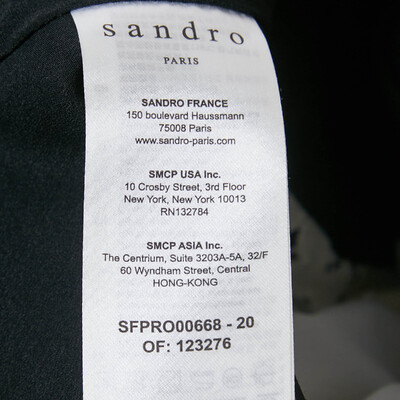 sandro
PARIS
SANDRO FRANCE
150 boulevard Haussmann
75008 Paris
www.sandro-paris.com
SMCP USA Inc.
10 Crosby Street, 3rd Floor
New York, New York 10013
RN132784
SMCP ASIA Inc.
The Centrium, Suite 3203A-5A, 32/F
60 Wyndham Street, Central
HONG-KONG
SFPRO00668 - 20
OF: 123276